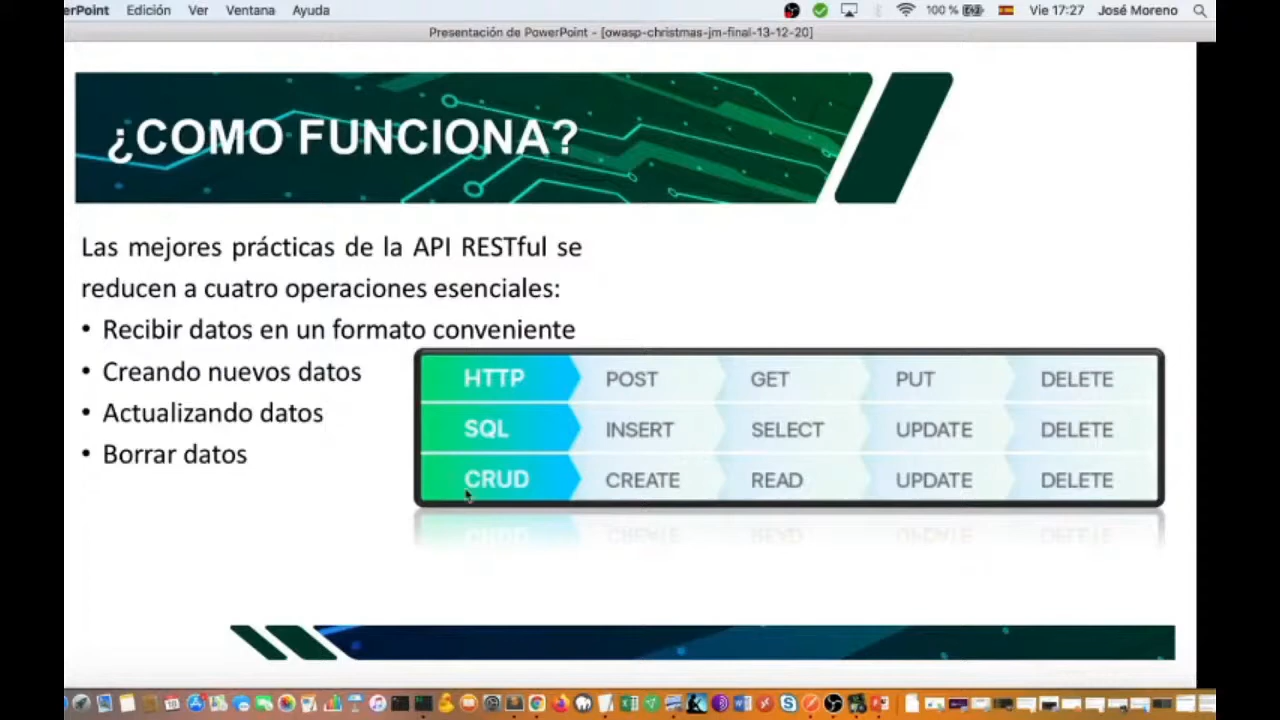 erPoint Edición Ver Ventana Ayuda 100 % Vie 17:27 José Moreno
Presentación de PowerPoint - [owasp-christmas-jm-final-13-12-20]
¿COMO FUNCIONA?
Las mejores prácticas de la API RESTful se
reducen a cuatro operaciones esenciales:
• Recibir datos en un formato conveniente
• Creando nuevos datos
• Actualizando datos
• Borrar datos
HTTP POST GET PUT DELETE
SQL INSERT SELECT UPDATE DELETE
CRUD CREATE READ UPDATE DELETE